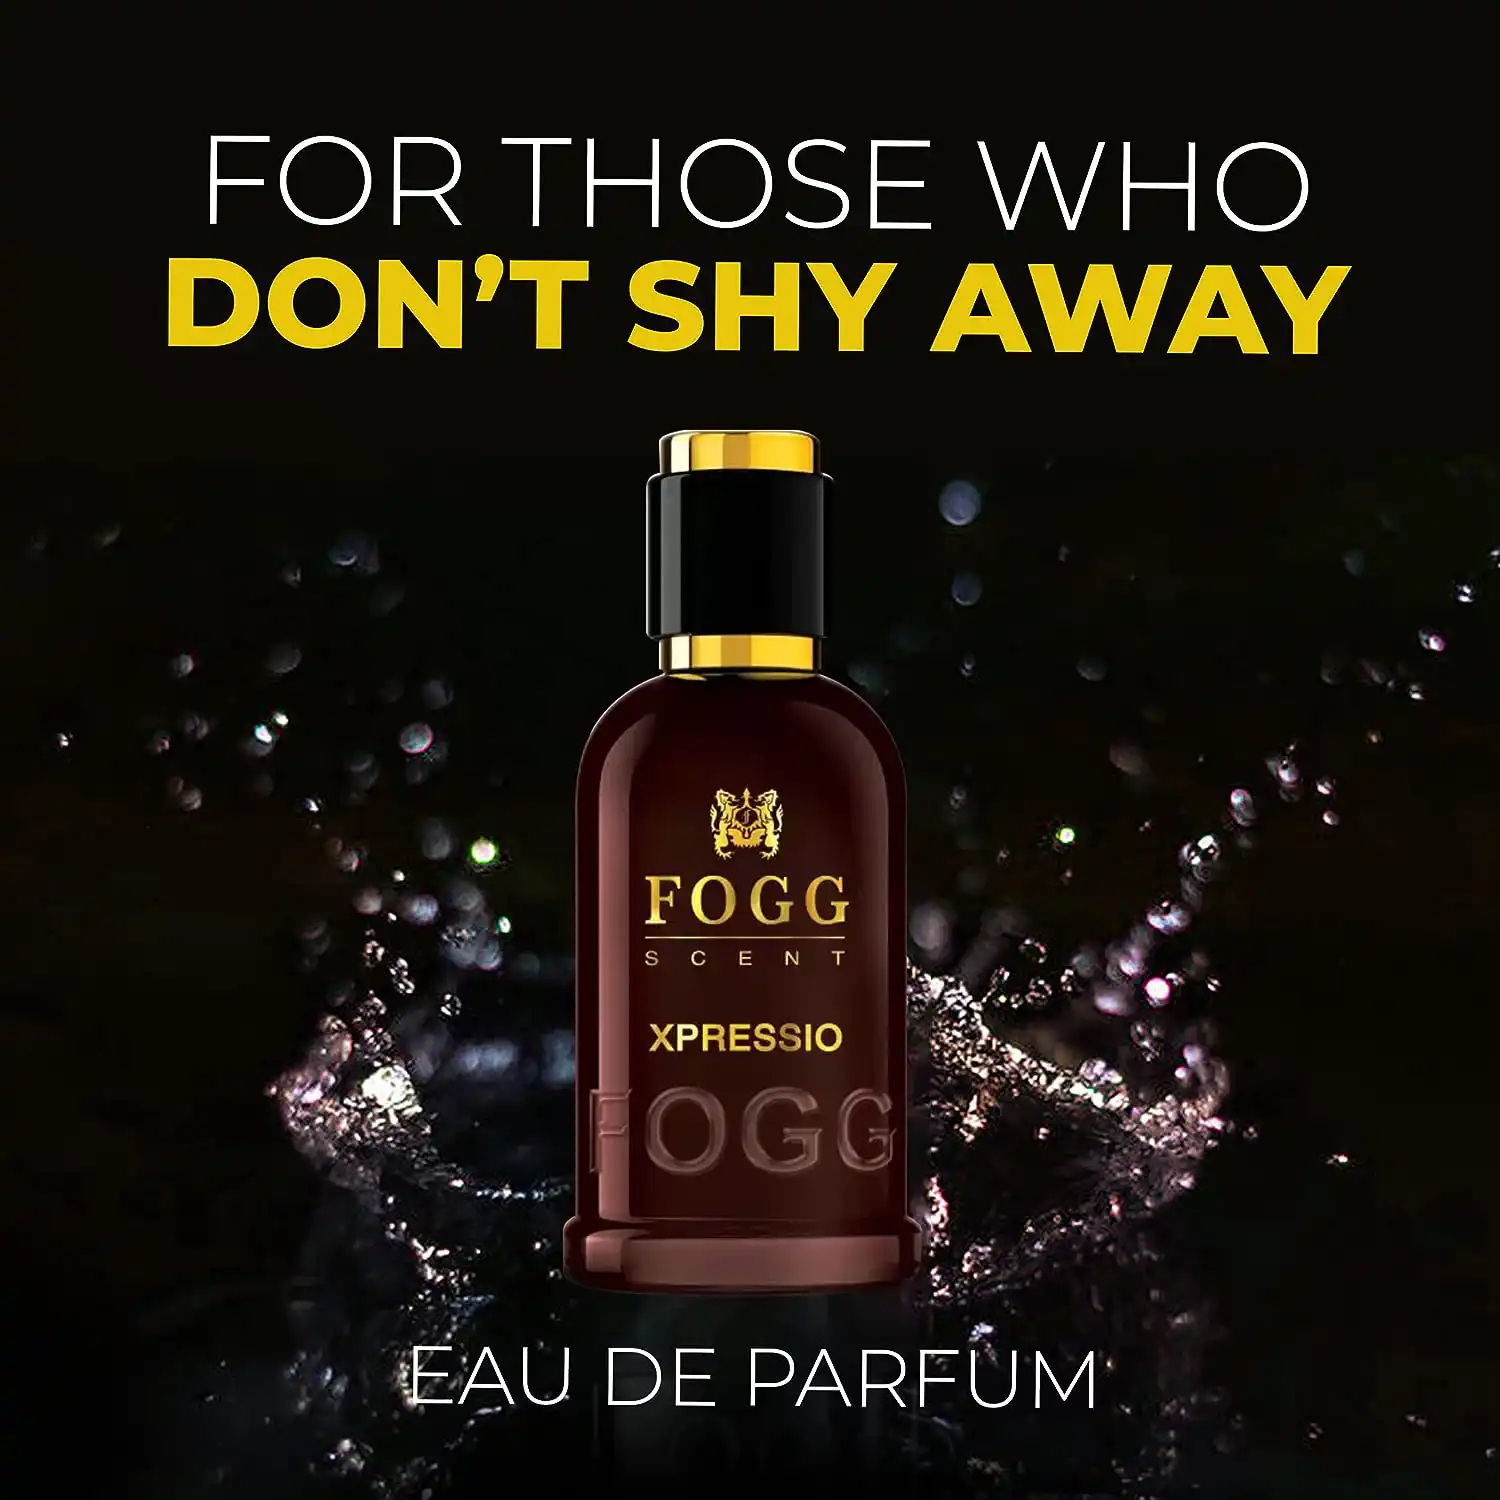 FOR THOSE WHO
DON'T SHY AWAY
FOGG
SCENT
XPRESSIO
FOGG
EAU DE PARFUM